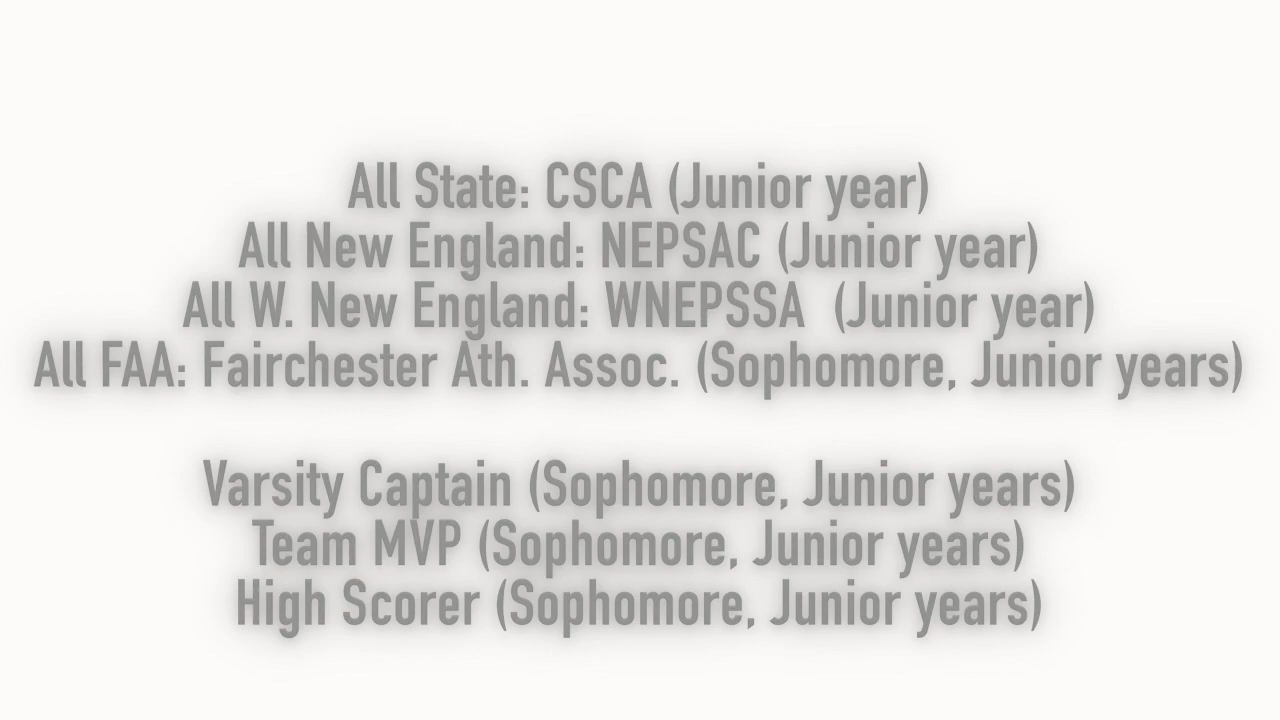 All State: CSCA (Junior year)
All New England: NEPSAC (Junior year)
All W. New England: WNEPSSA (Junior year)
All FAA: Fairchester Ath. Assoc. (Sophomore, Junior years)
Varsity Captain (Sophomore, Junior years)
Team MVP (Sophomore, Junior years)
High Scorer (Sophomore, Junior years)